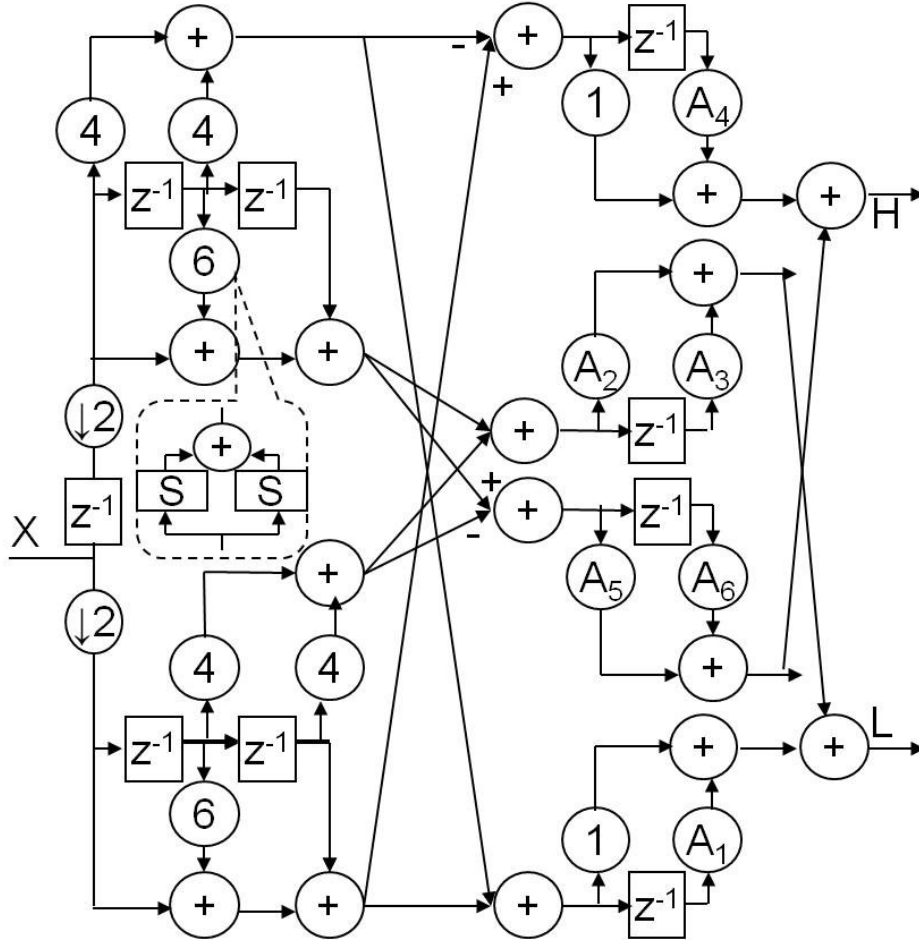 + - + z⁻¹
4 4 + 1 A₄
z⁻¹ z⁻¹ + +
H
6 +
+ + A₂ A₃
↓2 + z⁻¹
+
S S + + z⁻¹
X z⁻¹ -
+ A₅ A₆
↓2
4 4 +
L
z⁻¹ z⁻¹ + +
6 1 A₁
+ + + z⁻¹